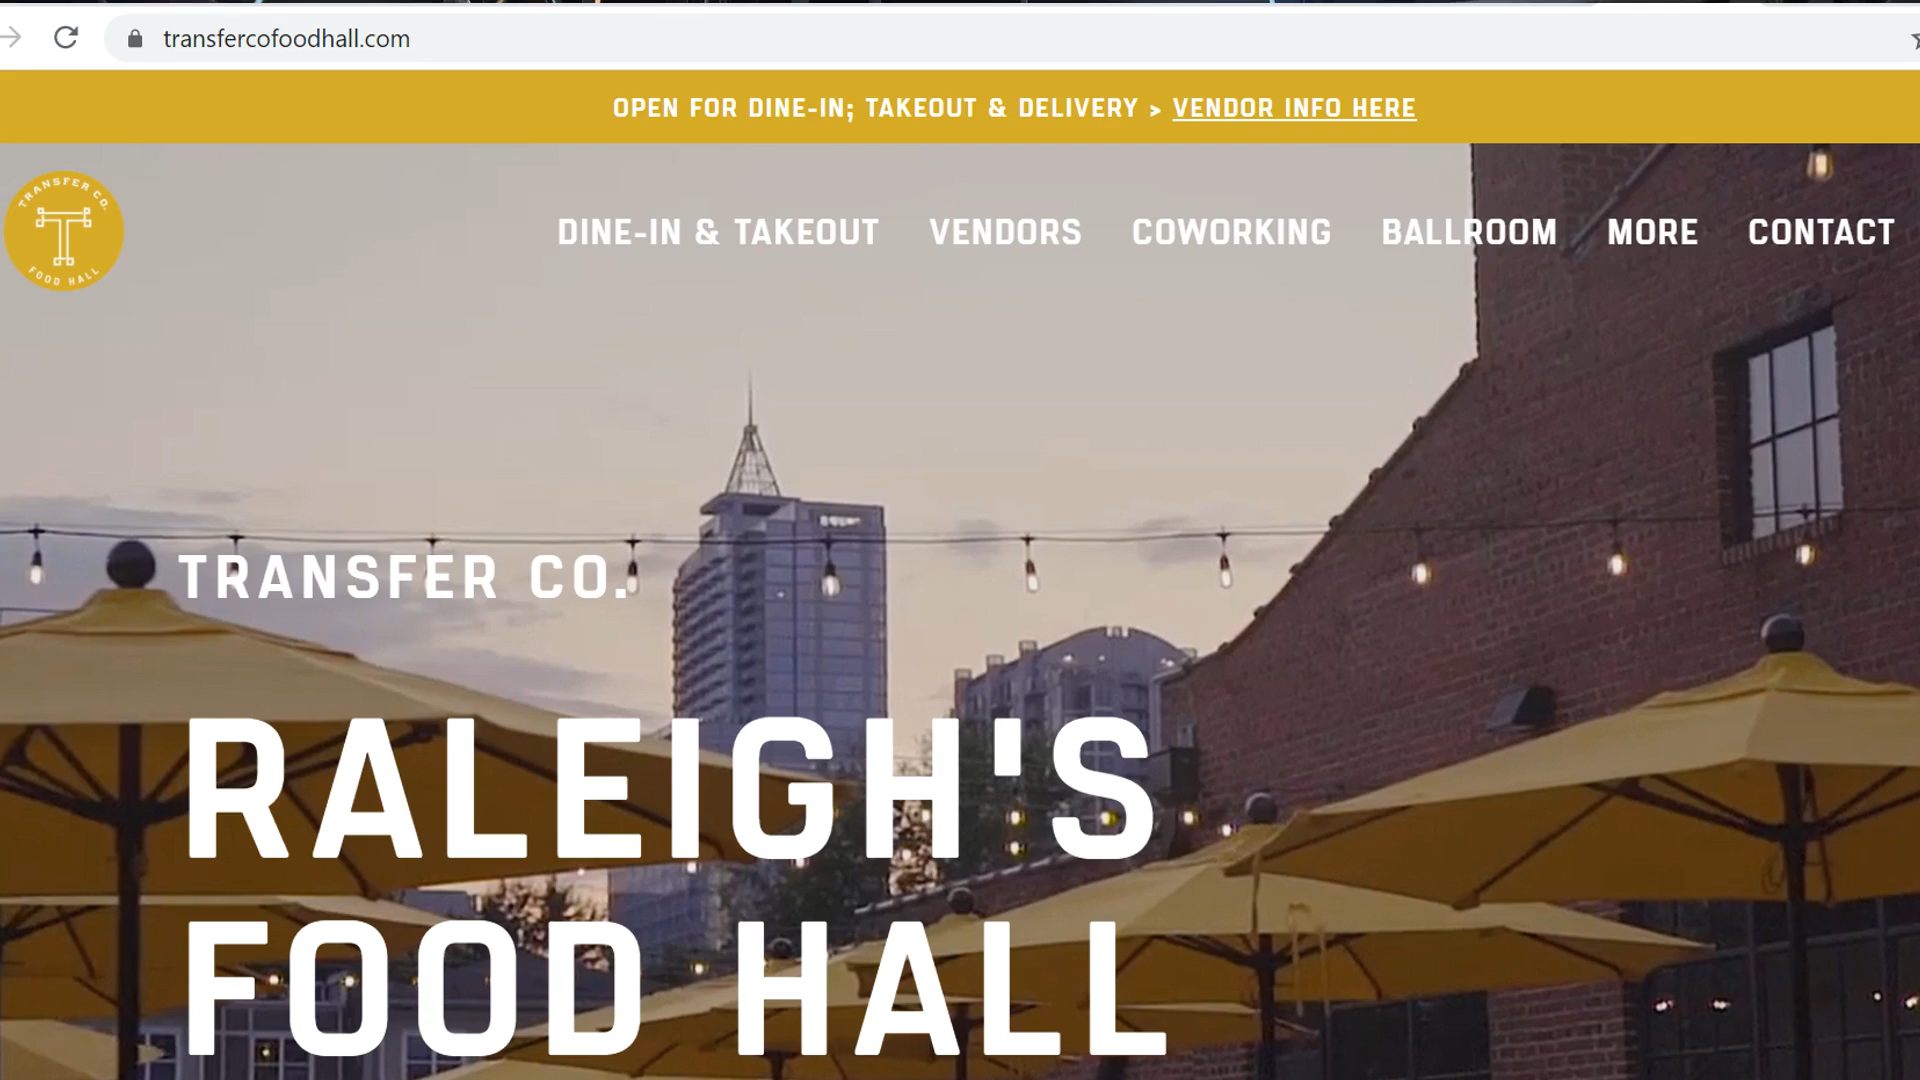 transfercofoodhall.com
OPEN FOR DINE-IN; TAKEOUT & DELIVERY > VENDOR INFO HERE
TRANSFER CO.
T
FOOD HALL
DINE-IN & TAKEOUT VENDORS COWORKING BALLROOM MORE CONTACT
TRANSFER CO.
RALEIGH'S
FOOD HALL